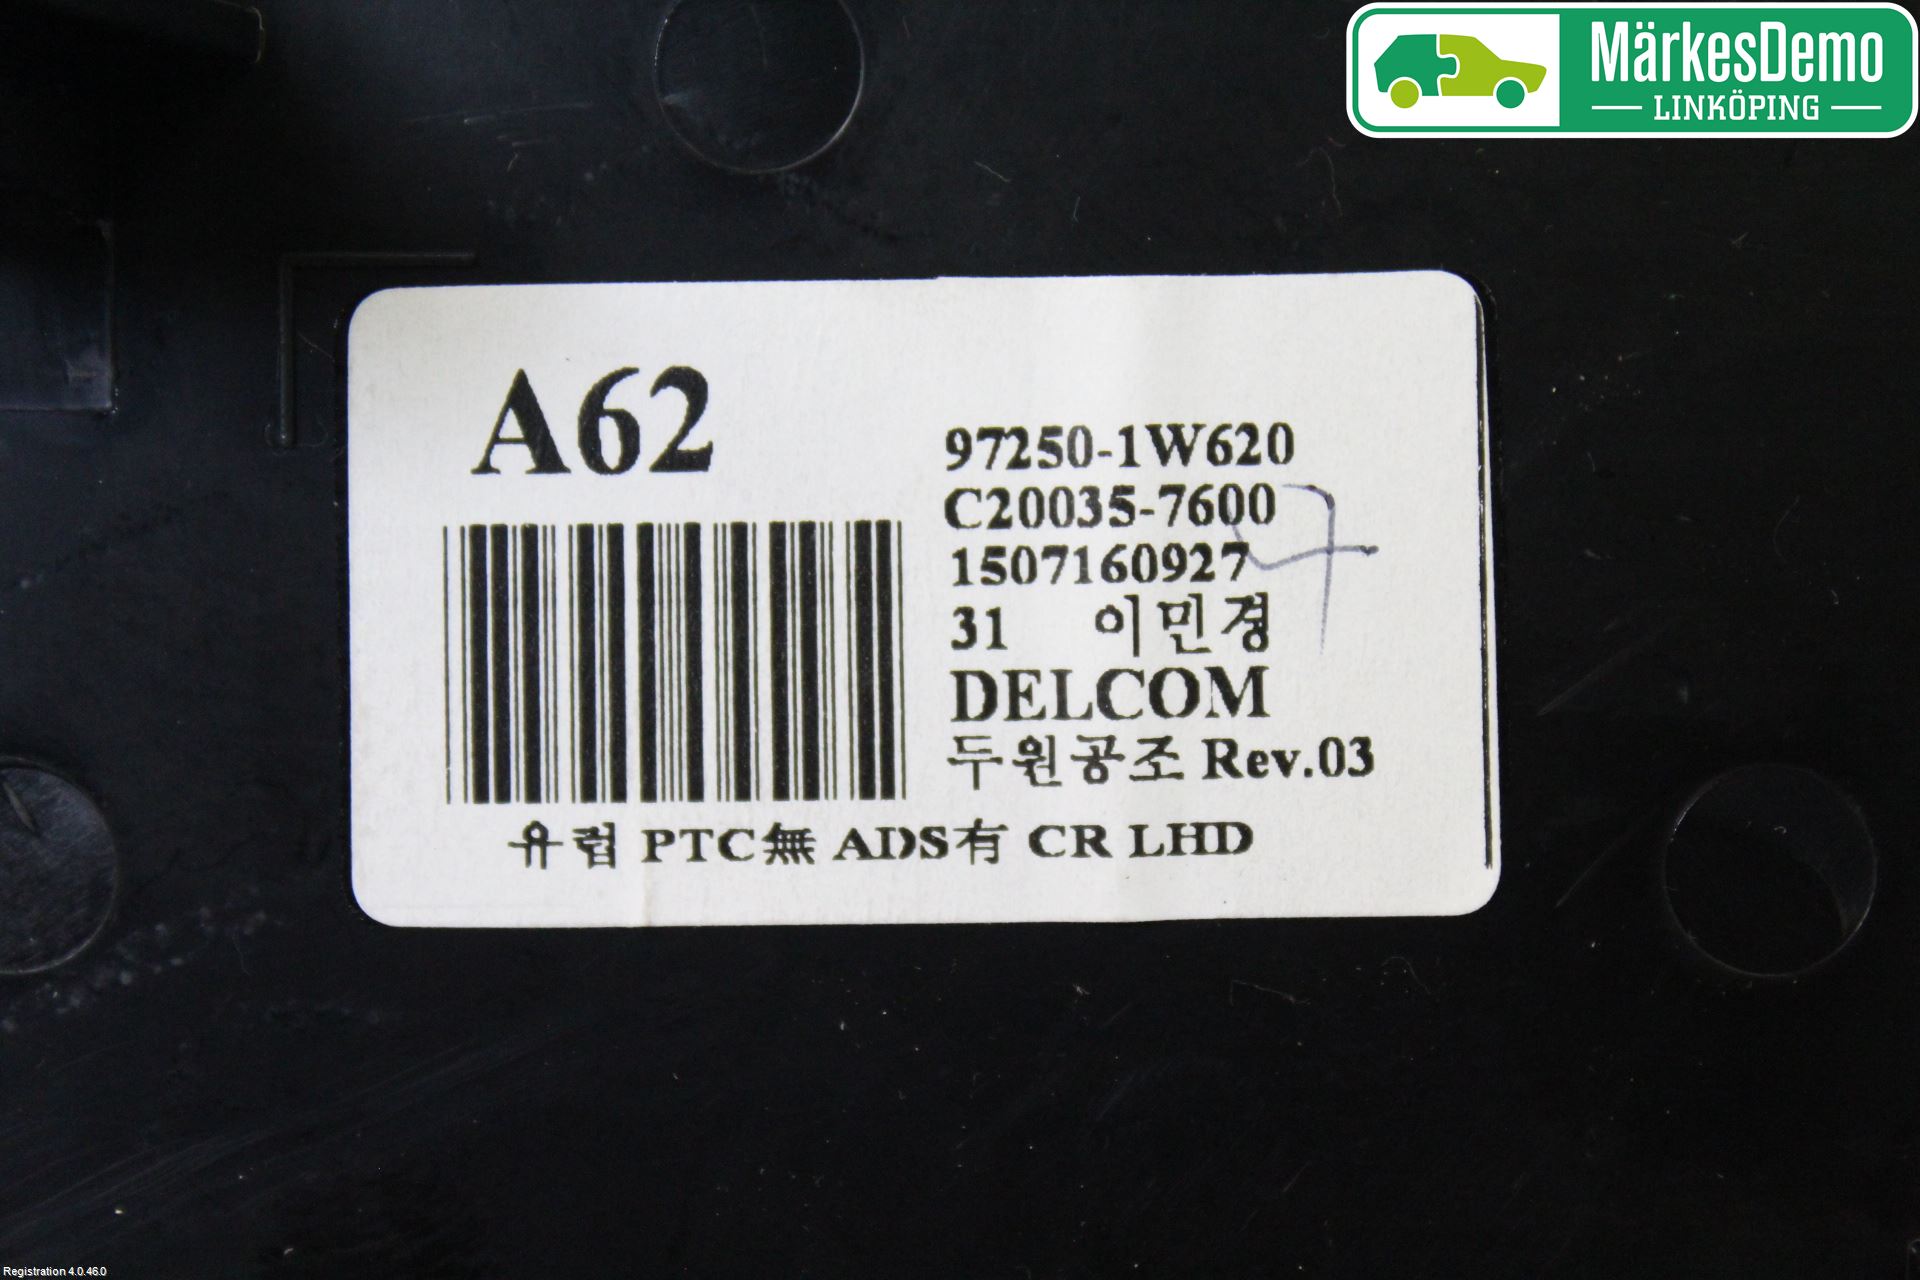 MärkesDemo
LINKÖPING
A62
97250-1W620
C20035-7600
1507160927
31 이민경
DELCOM
두원공조 Rev.03
유럽 PTC無 ADS有 CR LHD
Registration 4.0.46.0